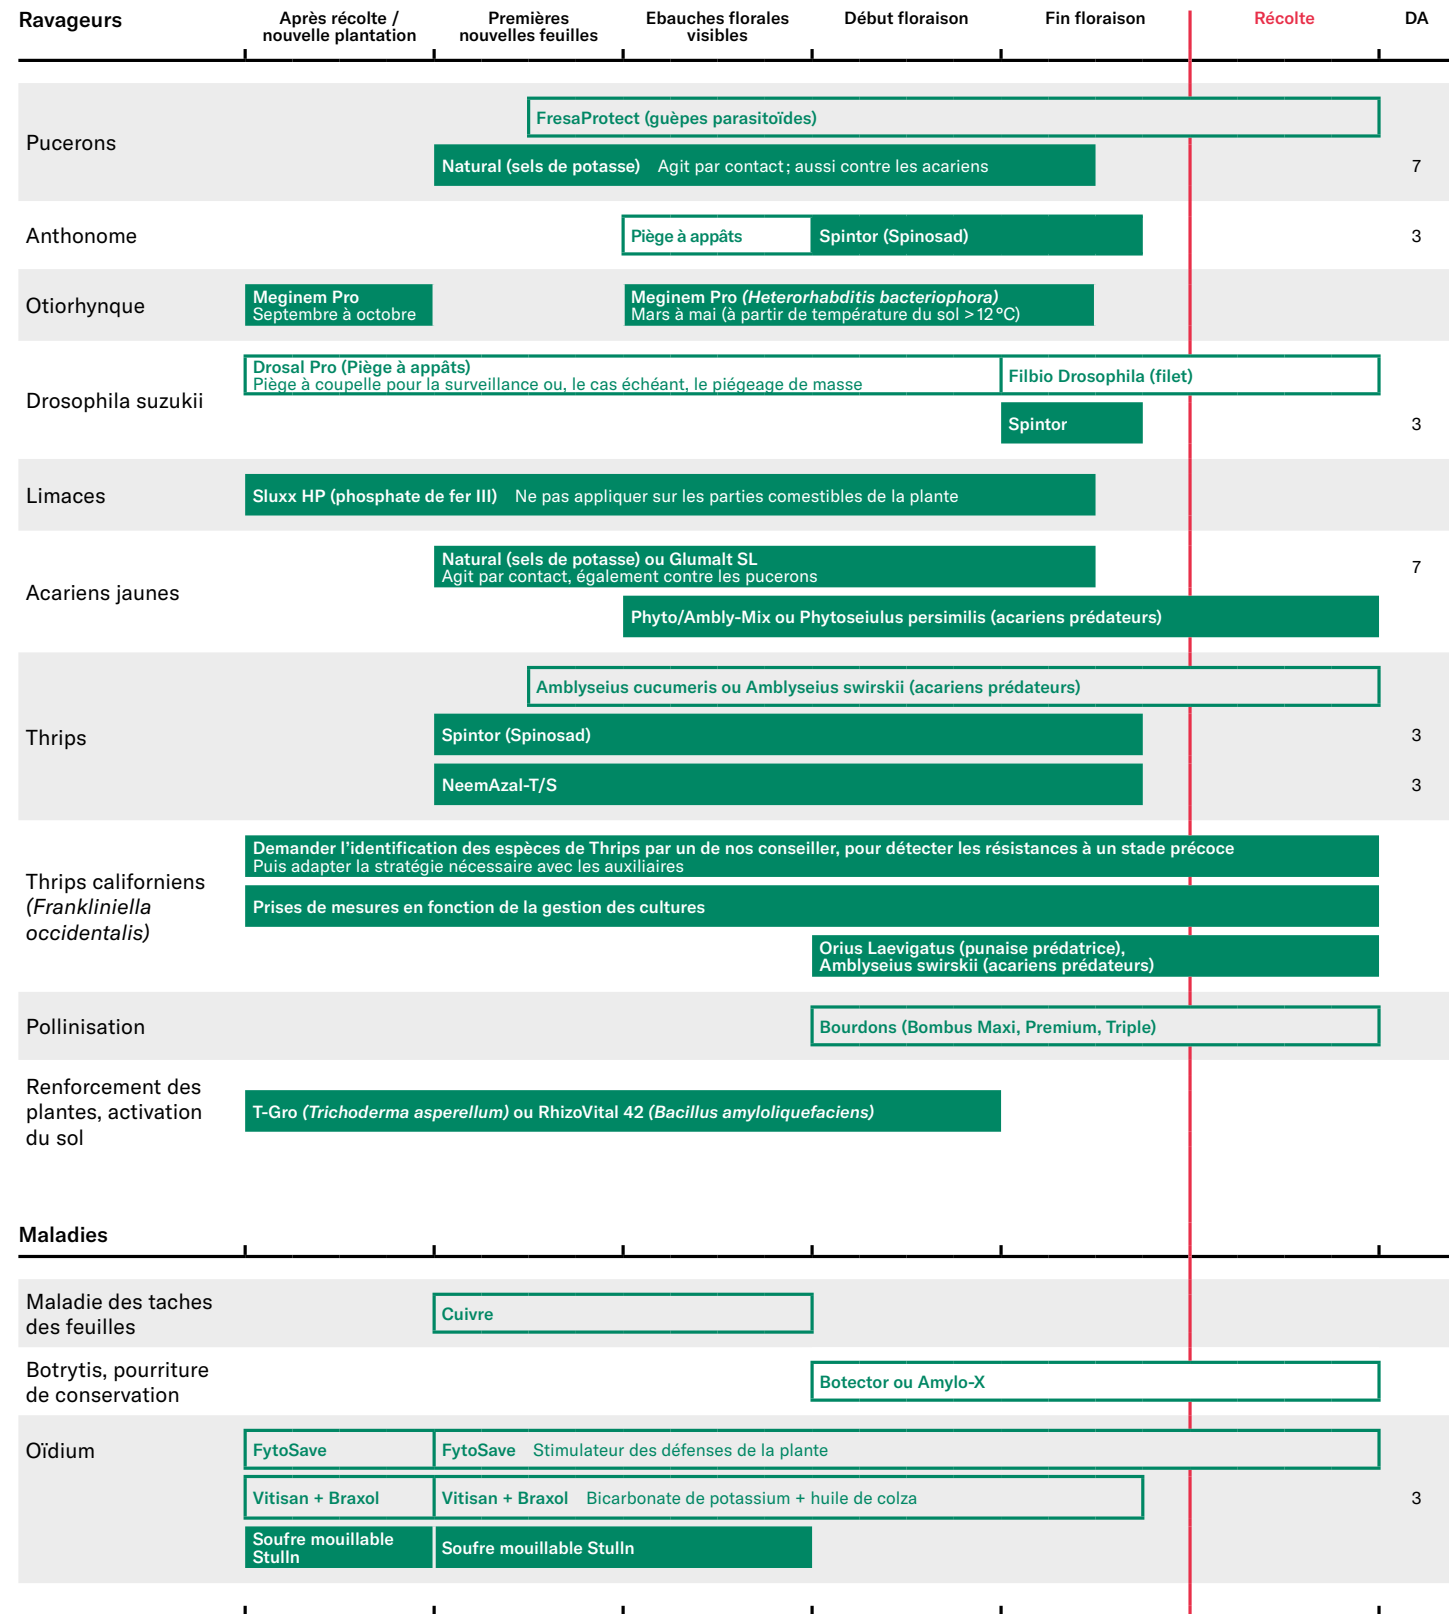 Ravageurs
Après récolte /
nouvelle plantation
Premières
nouvelles feuilles
Ebauches florales
visibles
Début floraison
Fin floraison
Récolte
DA
Pucerons
FresaProtect (guèpes parasitoïdes)
Natural (sels de potasse) Agit par contact; aussi contre les acariens
7
Anthonome
Piège à appâts
Spintor (Spinosad)
3
Otiorhynque
Meginem Pro
Septembre à octobre
Meginem Pro (Heterorhabditis bacteriophora)
Mars à mai (à partir de température du sol >12°C)
Drosophila suzukii
Drosal Pro (Piège à appâts)
Piège à coupelle pour la surveillance ou, le cas échéant, le piégeage de masse
Filbio Drosophila (filet)
Spintor
3
Limaces
Sluxx HP (phosphate de fer III) Ne pas appliquer sur les parties comestibles de la plante
Acariens jaunes
Natural (sels de potasse) ou Glumalt SL
Agit par contact, également contre les pucerons
7
Phyto/Ambly-Mix ou Phytoseiulus persimilis (acariens prédateurs)
Thrips
Amblyseius cucumeris ou Amblyseius swirskii (acariens prédateurs)
Spintor (Spinosad)
3
NeemAzal-T/S
3
Thrips californiens
(Frankliniella
occidentalis)
Demander l'identification des espèces de Thrips par un de nos conseiller, pour détecter les résistances à un stade précoce
Puis adapter la stratégie nécessaire avec les auxiliaires
Prises de mesures en fonction de la gestion des cultures
Orius Laevigatus (punaise prédatrice),
Amblyseius swirskii (acariens prédateurs)
Pollinisation
Bourdons (Bombus Maxi, Premium, Triple)
Renforcement des
plantes, activation
du sol
T-Gro (Trichoderma asperellum) ou RhizoVital 42 (Bacillus amyloliquefaciens)
Maladies
Maladie des taches
des feuilles
Cuivre
Botrytis, pourriture
de conservation
Botector ou Amylo-X
Oïdium
FytoSave
FytoSave Stimulateur des défenses de la plante
Vitisan + Braxol
Vitisan + Braxol Bicarbonate de potassium + huile de colza
3
Soufre mouillable
Stulln
Soufre mouillable Stulln